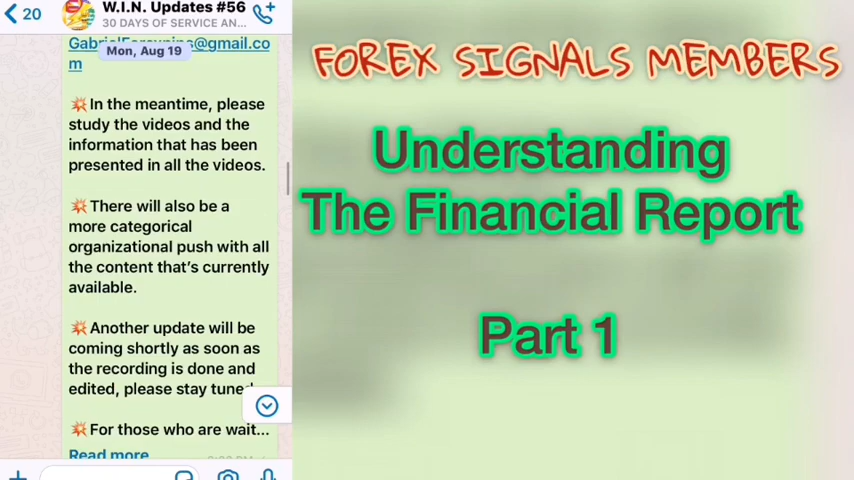 20
W.I.N. Updates #56
30 DAYS OF SERVICE AN...
Mon, Aug 19
@gmail.co
m
💥In the meantime, please
study the videos and the
information that has been
presented in all the videos.
💥There will also be a
more categorical
organizational push with all
the content that's currently
available.
💥Another update will be
coming shortly as soon as
the recording is done and
edited, please stay tuned
💥For those who are wait...
Read more
FOREX SIGNALS MEMBERS
Understanding
The Financial Report
Part 1